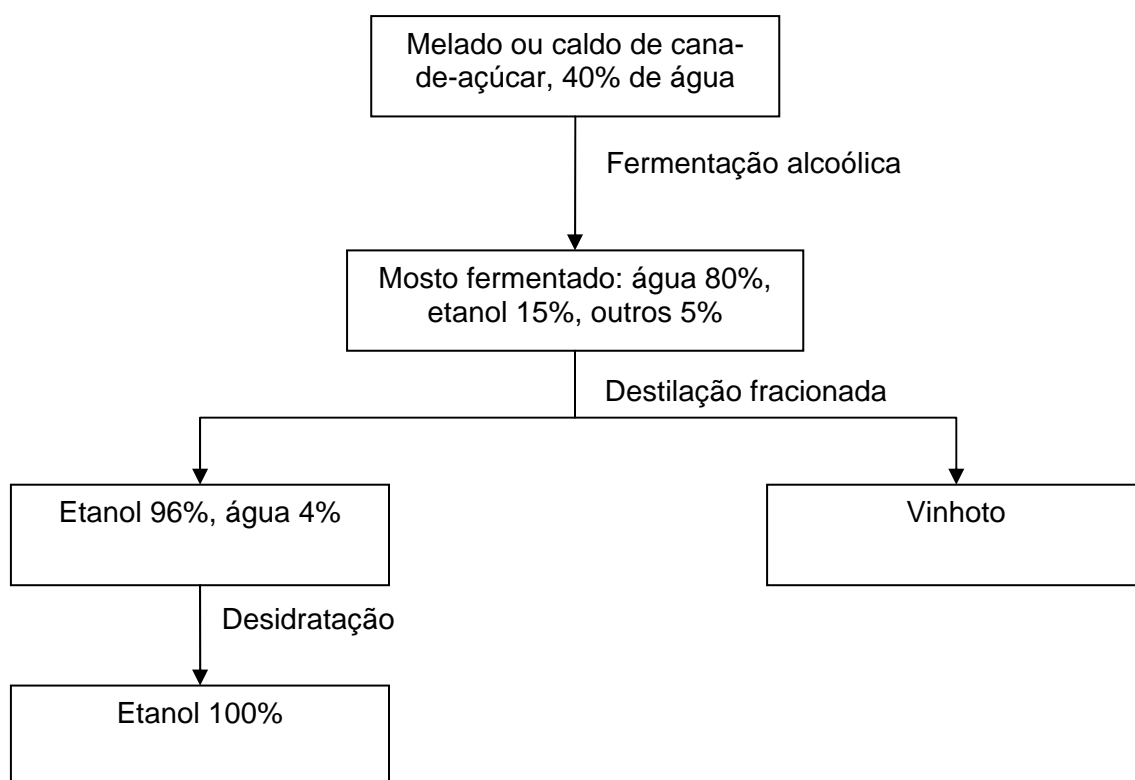 Melado ou caldo de cana-
de-açúcar, 40% de água
Fermentação alcoólica
Mosto fermentado: água 80%,
etanol 15%, outros 5%
Destilação fracionada
Etanol 96%, água 4%
Vinhoto
Desidratação
Etanol 100%